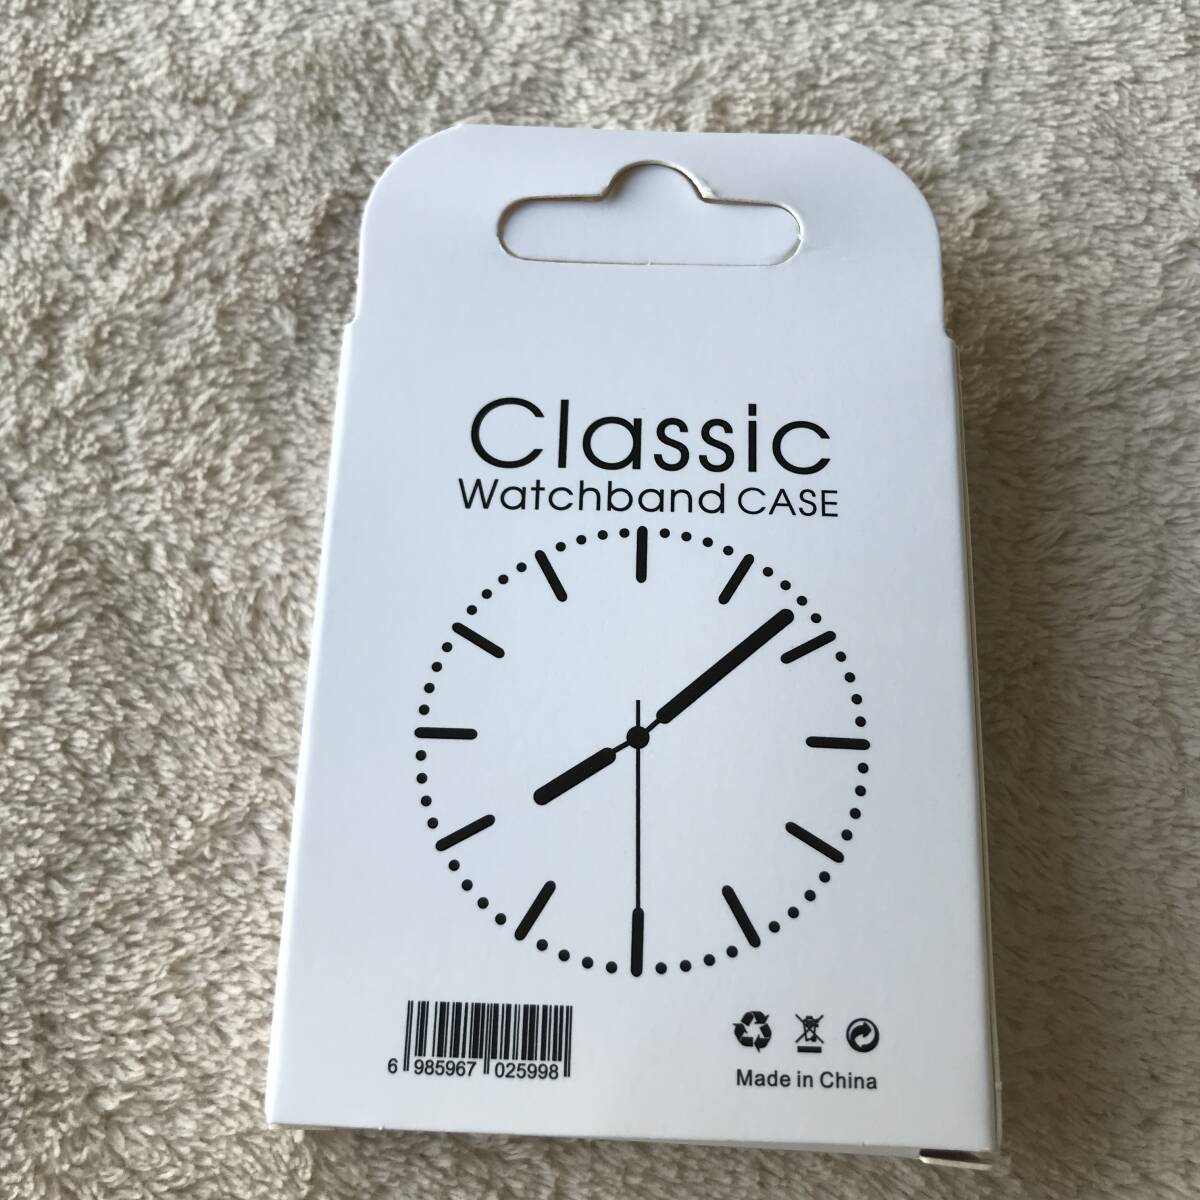 Classic
Watchband CASE
6 985967 025998
Made in China